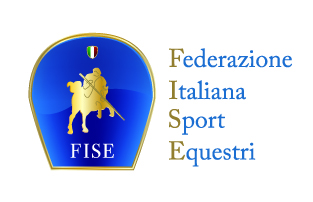 FISE
Federazione
Italiana
Sport
Equestri